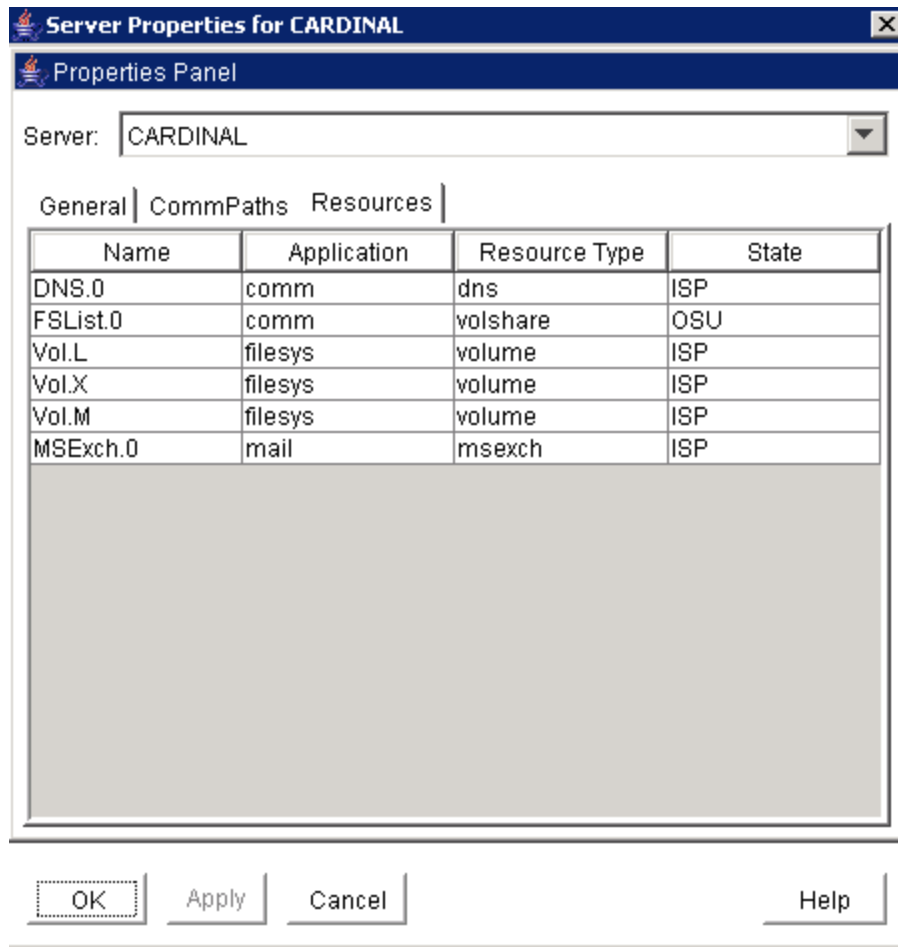 Server Properties for CARDINAL
Properties Panel
Server: CARDINAL
General CommPaths Resources
Name Application Resource Type State
DNS.0 comm dns ISP
FSList.0 comm volshare OSU
Vol.L filesys volume ISP
Vol.X filesys volume ISP
Vol.M filesys volume ISP
MSExch.0 mail msexch ISP
OK Apply Cancel Help